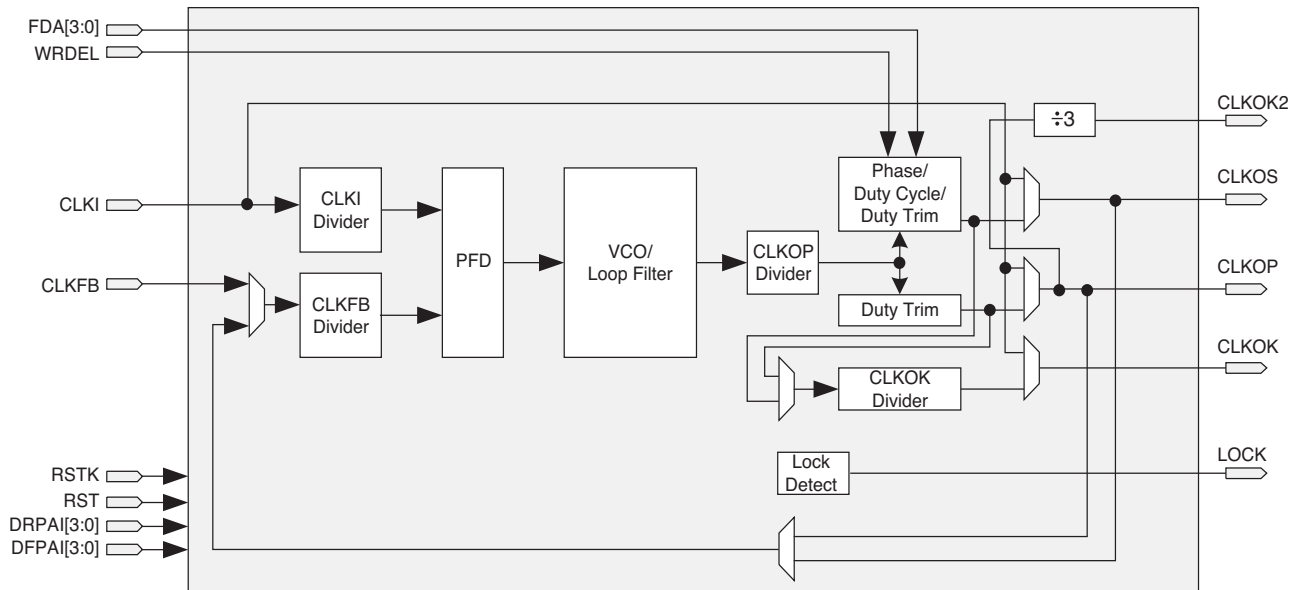 FDA[3:0]
WRDEL
CLKI
CLKFB
RSTK
RST
DRPAI[3:0]
DFPAI[3:0]
CLKI
Divider
CLKFB
Divider
PFD
VCO/
Loop Filter
CLKOP
Divider
Phase/
Duty Cycle/
Duty Trim
Duty Trim
CLKOK
Divider
Lock
Detect
÷3
CLKOK2
CLKOS
CLKOP
CLKOK
LOCK